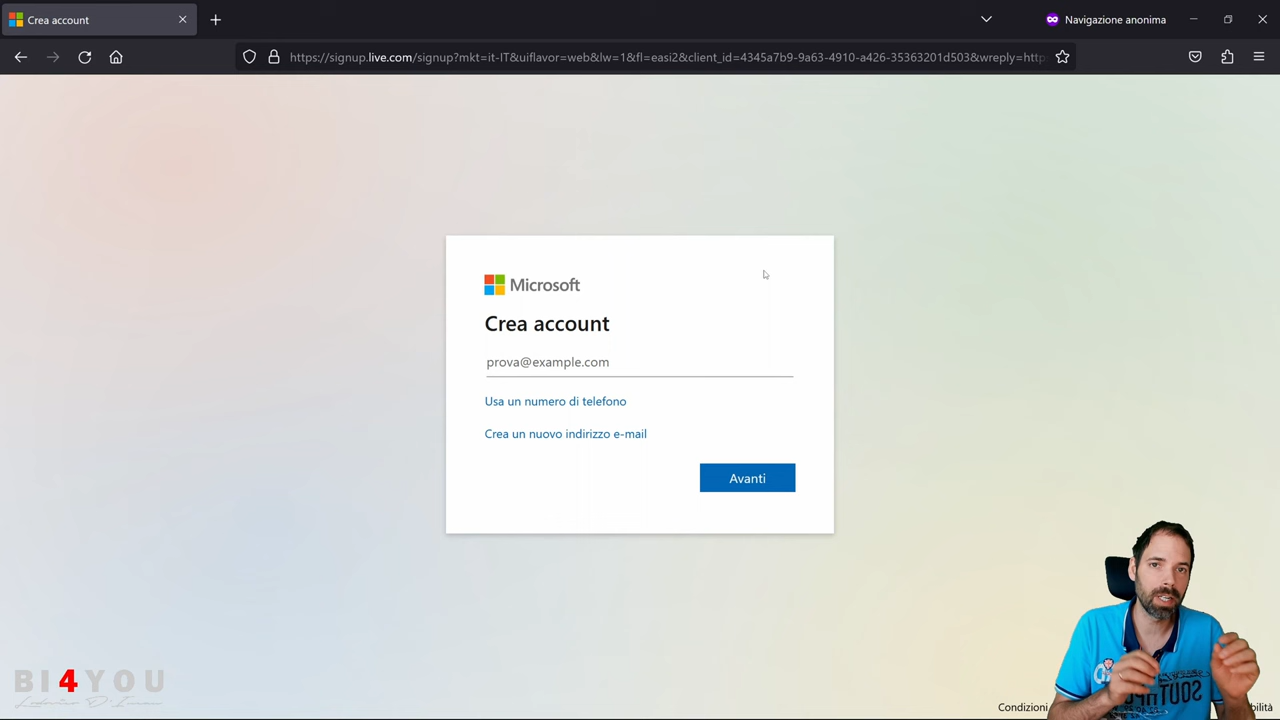 Crea account
Navigazione anonima
https://signup.live.com/signup?mkt=it-IT&uiflavor=web&lw=1&fl=easi2&client_id=4345a7b9-9a63-4910-a426-35363201d503&wreply=http
Microsoft
Crea account
prova@example.com
Usa un numero di telefono
Crea un nuovo indirizzo e-mail
Avanti
BI4YOU
Condizioni